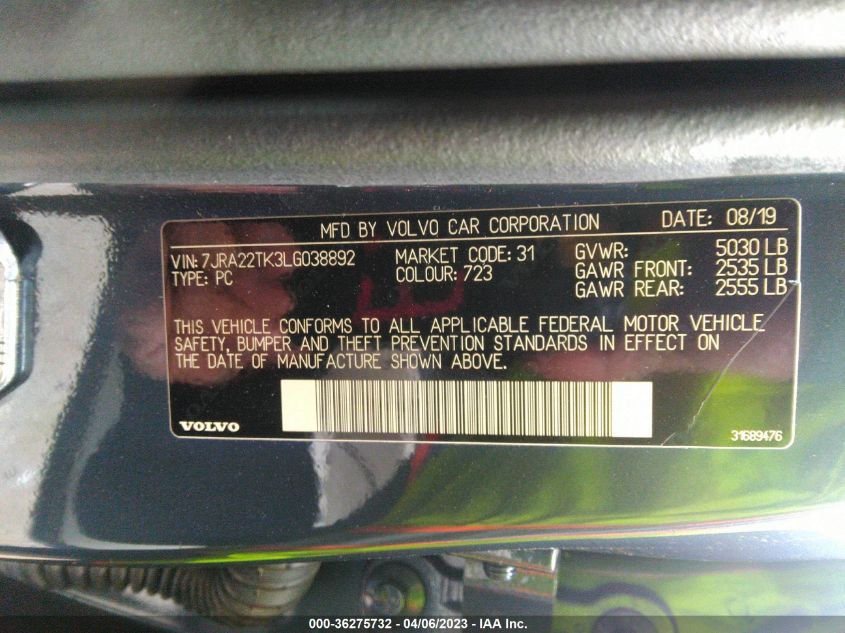 MFD BY VOLVO CAR CORPORATION DATE: 08/19
VIN: 7JRA22TK3LG038892 MARKET CODE: 31 GVWR: 5030 LB
TYPE: PC COLOUR: 723 GAWR FRONT: 2535 LB
GAWR REAR: 2555 LB
THIS VEHICLE CONFORMS TO ALL APPLICABLE FEDERAL MOTOR VEHICLE
SAFETY, BUMPER AND THEFT PREVENTION STANDARDS IN EFFECT ON
THE DATE OF MANUFACTURE SHOWN ABOVE.
VOLVO 31689476
000-36275732 - 04/06/2023 - IAA Inc.